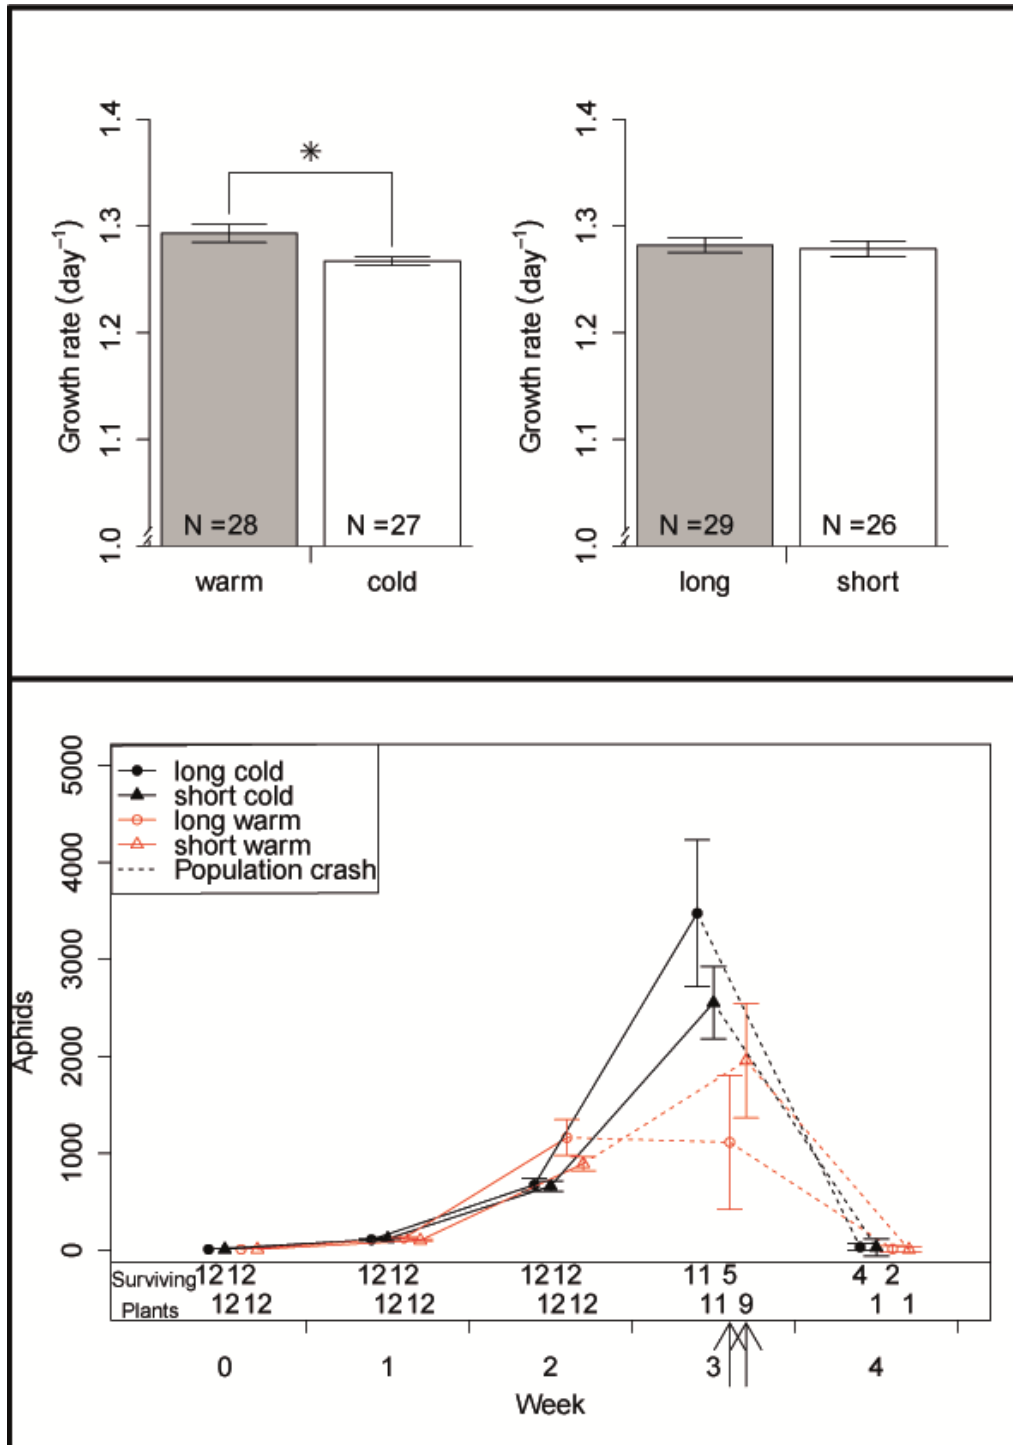 1.4
1.3
1.2
1.1
1.0
Growth rate (day⁻¹)
*
N =28
N =27
warm
cold
1.4
1.3
1.2
1.1
1.0
Growth rate (day⁻¹)
N =29
N =26
long
short
long cold
short cold
long warm
short warm
Population crash
5000
4000
3000
2000
1000
0
Aphids
Surviving 12 12 12 12 12 12 11 5 4 2
Plants 12 12 12 12 12 12 11 9 1 1
0 1 2 3 4
Week